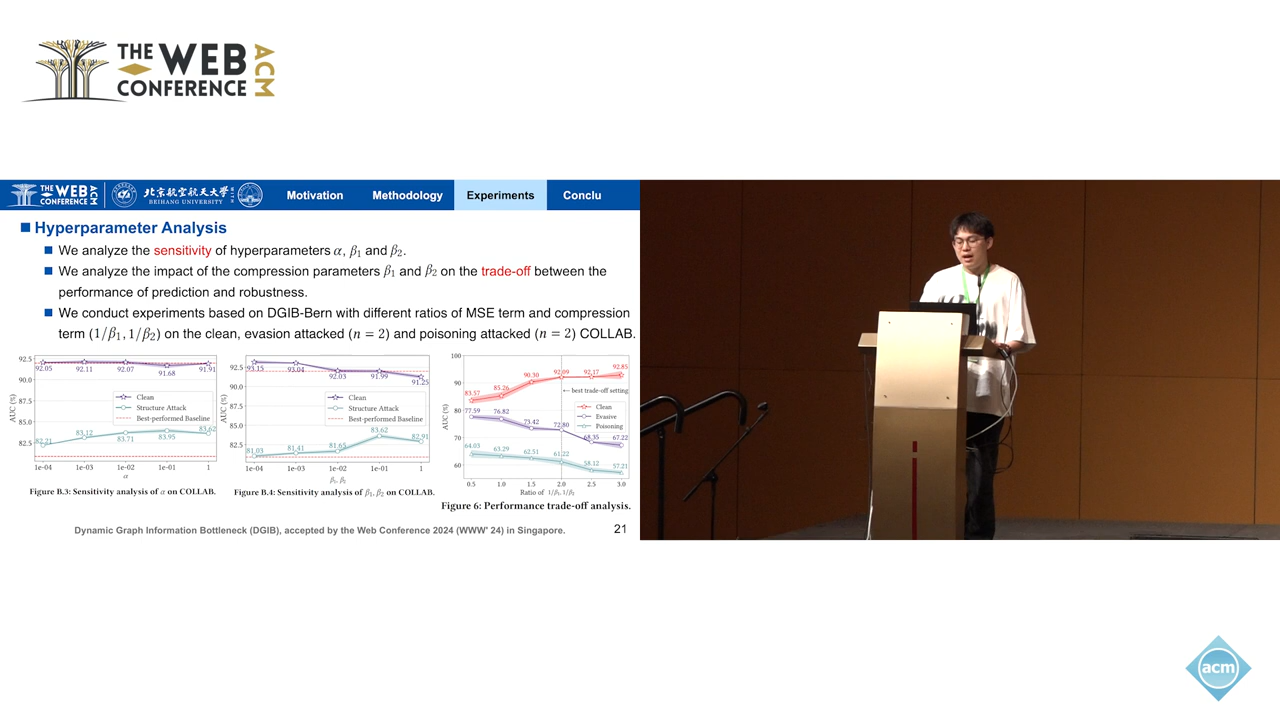 THE WEB CONFERENCE ACM
THE WEB CONFERENCE ACM
北京航空航天大学
BEIHANG UNIVERSITY
Motivation
Methodology
Experiments
Conclu
Hyperparameter Analysis
We analyze the sensitivity of hyperparameters α, β1 and β2.
We analyze the impact of the compression parameters β1 and β2 on the trade-off between the
performance of prediction and robustness.
We conduct experiments based on DGIB-Bern with different ratios of MSE term and compression
term (1/β1, 1/β2) on the clean, evasion attacked (n = 2) and poisoning attacked (n = 2) COLLAB.
AUC (%)
92.5
90.0
87.5
85.0
82.5
92.05 92.11 92.07 91.68 91.91
Clean
Structure Attack
Best-performed Baseline
82.21 83.12 83.71 83.95 83.62
1e-04 1e-03 1e-02 1e-01 1
α
Figure B.3: Sensitivity analysis of α on COLLAB.
AUC (%)
92.5
90.0
87.5
85.0
82.5
93.15 93.04 92.03 91.99 91.25
Clean
Structure Attack
Best-performed Baseline
81.03 81.41 81.65 83.62 82.91
1e-04 1e-03 1e-02 1e-01 1
β1, β2
Figure B.4: Sensitivity analysis of β1, β2 on COLLAB.
AUC (%)
100
90
80
70
60
83.57 85.26 90.30 92.09 92.17 92.85
← best trade-off setting
Clean
Evasive
Poisoning
77.59 76.82 73.42 72.80 68.35 67.22
64.03 63.29 62.51 61.22 58.12 57.21
0.5 1.0 1.5 2.0 2.5 3.0
Ratio of 1/β1, 1/β2
Figure 6: Performance trade-off analysis.
Dynamic Graph Information Bottleneck (DGIB), accepted by the Web Conference 2024 (WWW' 24) in Singapore.
21
acm